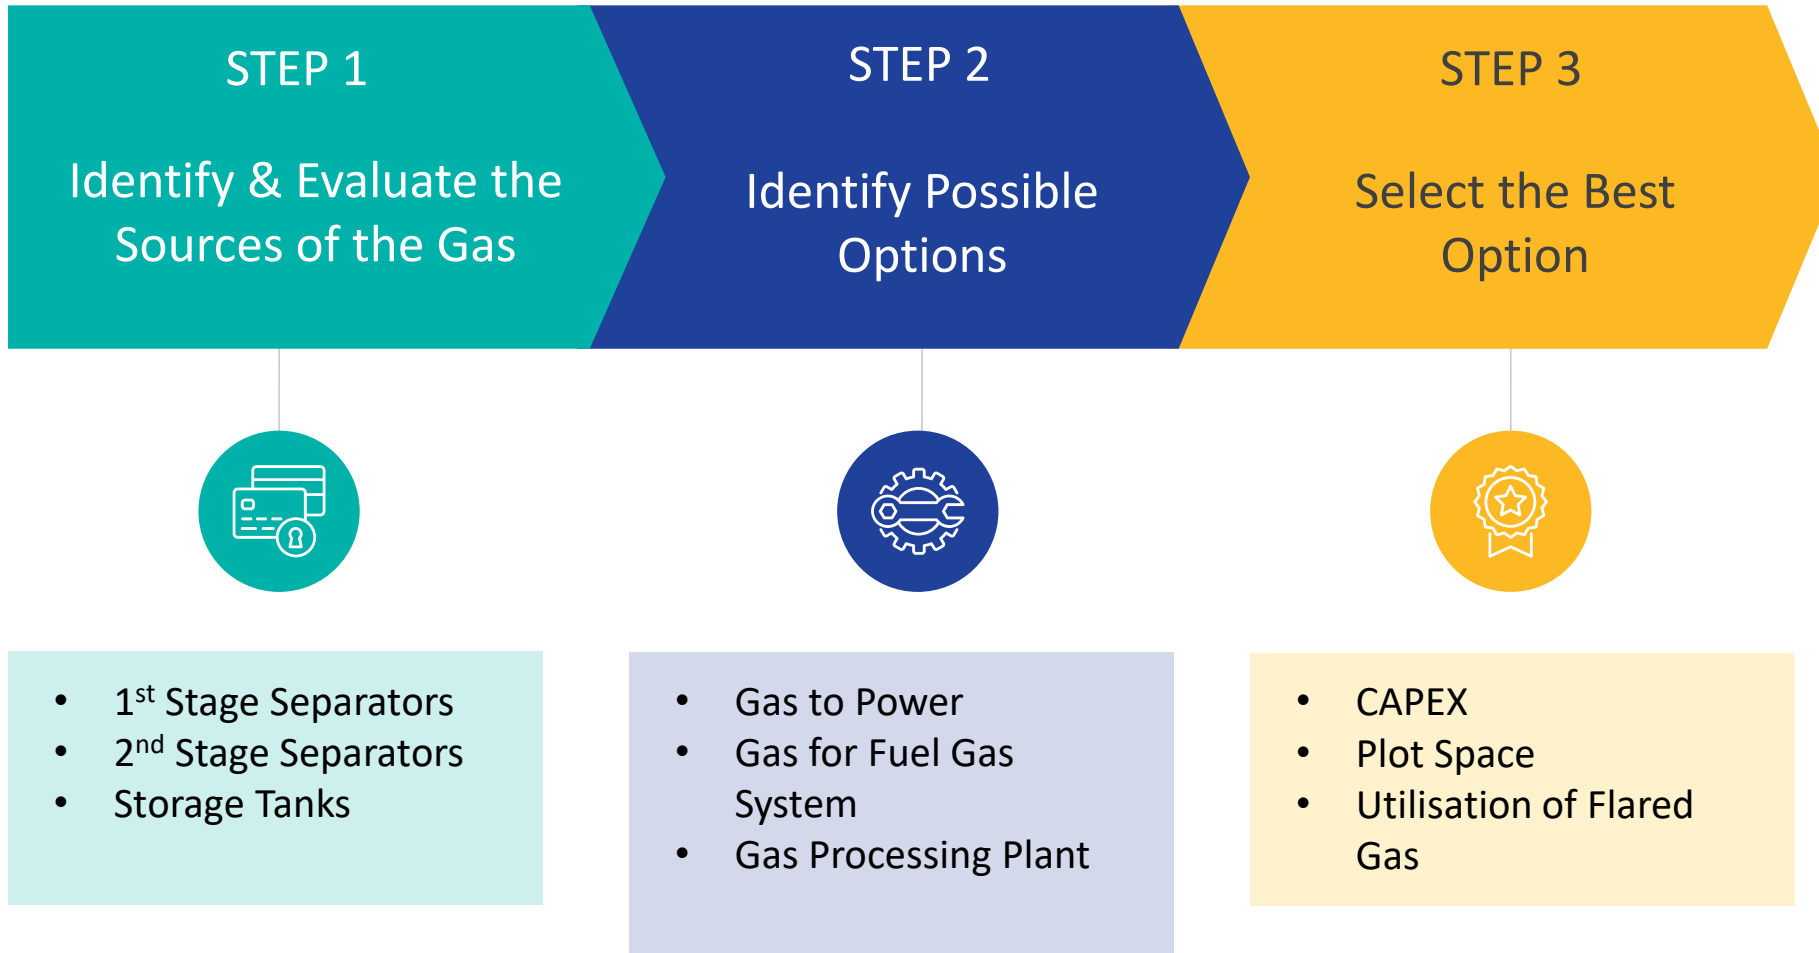 STEP 1
Identify & Evaluate the
Sources of the Gas
STEP 2
Identify Possible
Options
STEP 3
Select the Best
Option
• 1st Stage Separators
• 2nd Stage Separators
• Storage Tanks
• Gas to Power
• Gas for Fuel Gas
System
• Gas Processing Plant
• CAPEX
• Plot Space
• Utilisation of Flared
Gas